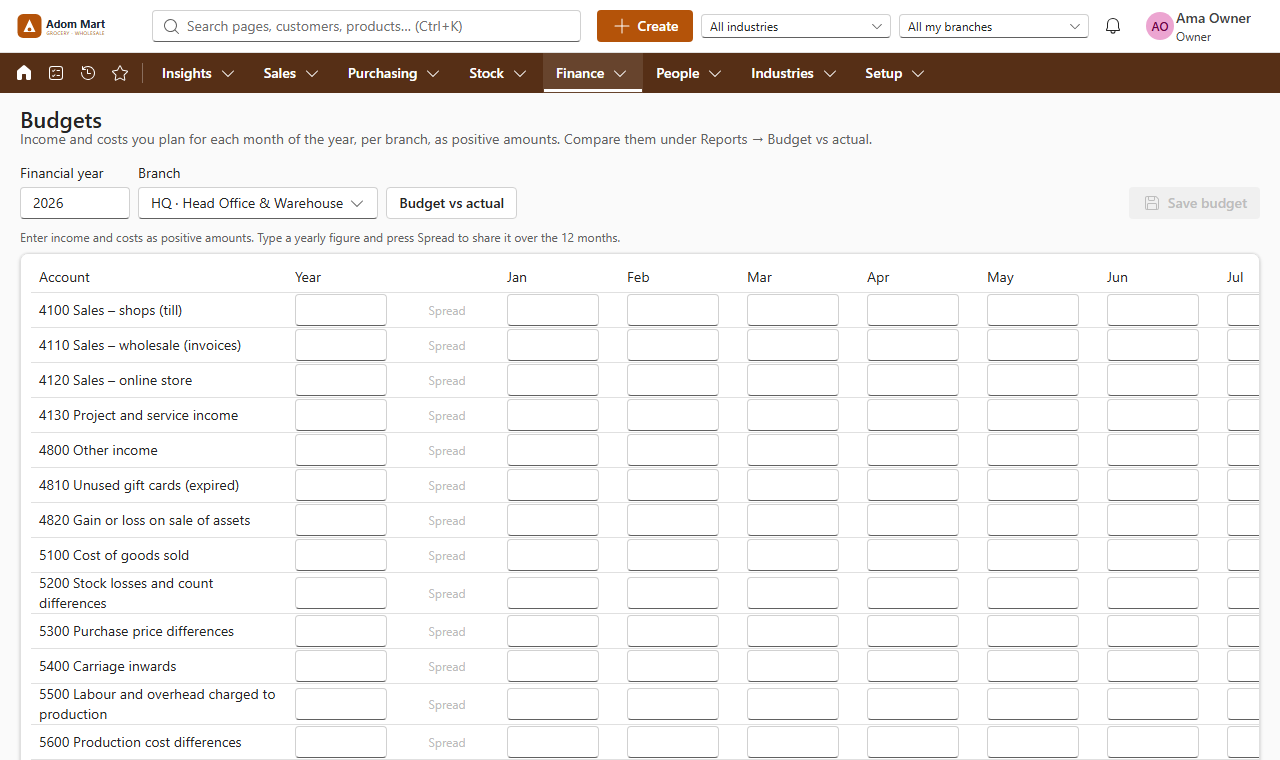 Adom Mart
GROCERY · WHOLESALE
Search pages, customers, products... (Ctrl+K)
Create
All industries
All my branches
AO
Ama Owner
Owner
Insights
Sales
Purchasing
Stock
Finance
People
Industries
Setup
Budgets
Income and costs you plan for each month of the year, per branch, as positive amounts. Compare them under Reports → Budget vs actual.
Financial year
Branch
2026
HQ · Head Office & Warehouse
Budget vs actual
Save budget
Enter income and costs as positive amounts. Type a yearly figure and press Spread to share it over the 12 months.
Account Year Jan Feb Mar Apr May Jun Jul
4100 Sales – shops (till) Spread
4110 Sales – wholesale (invoices) Spread
4120 Sales – online store Spread
4130 Project and service income Spread
4800 Other income Spread
4810 Unused gift cards (expired) Spread
4820 Gain or loss on sale of assets Spread
5100 Cost of goods sold Spread
5200 Stock losses and count
differences Spread
5300 Purchase price differences Spread
5400 Carriage inwards Spread
5500 Labour and overhead charged to
production Spread
5600 Production cost differences Spread